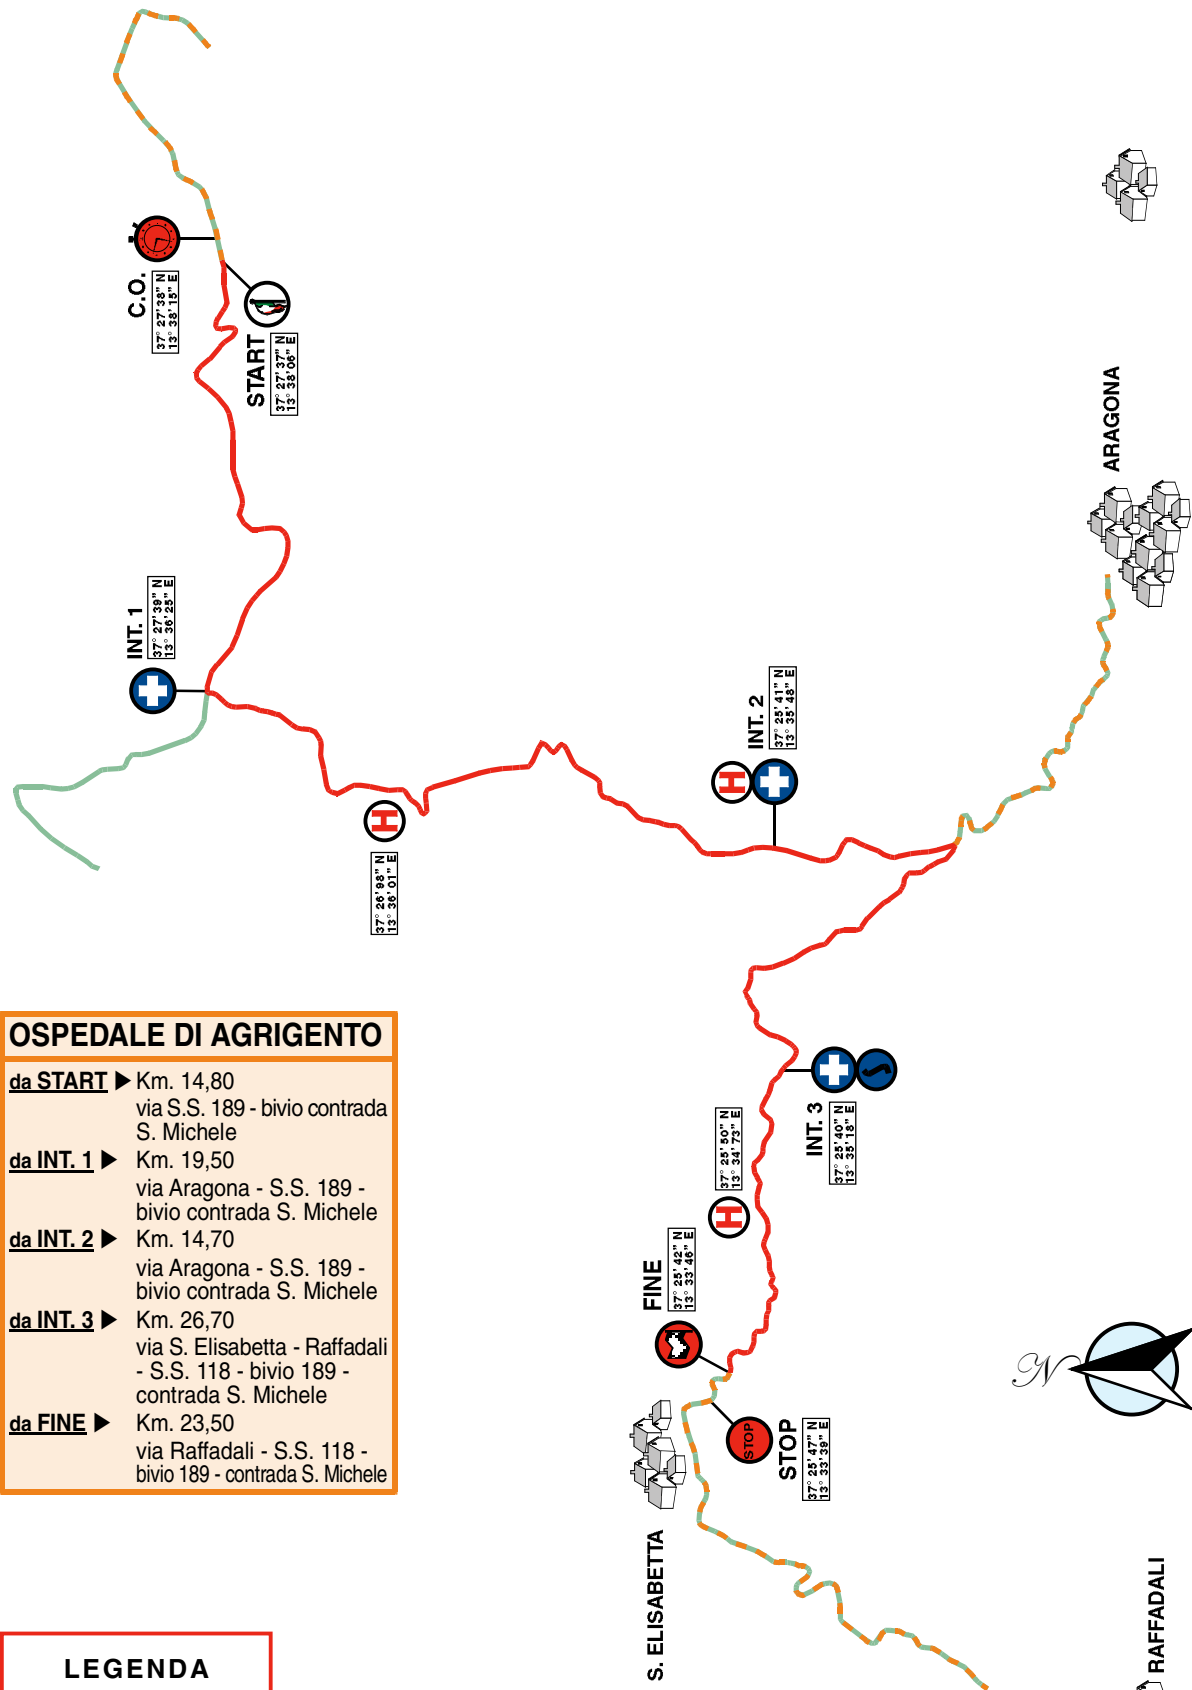 C.O.
37° 27' 38" N
13° 38' 15" E
START
37° 27' 37" N
13° 38' 06" E
ARAGONA
INT. 1
37° 27' 39" N
13° 36' 25" E
INT. 2
37° 25' 41" N
13° 35' 48" E
H
H
37° 26' 98" N
13° 36' 01" E
OSPEDALE DI AGRIGENTO
da START ▶ Km. 14,80
via S.S. 189 - bivio contrada
S. Michele
da INT. 1 ▶ Km. 19,50
via Aragona - S.S. 189 -
bivio contrada S. Michele
da INT. 2 ▶ Km. 14,70
via Aragona - S.S. 189 -
bivio contrada S. Michele
da INT. 3 ▶ Km. 26,70
via S. Elisabetta - Raffadali
- S.S. 118 - bivio 189 -
contrada S. Michele
da FINE ▶ Km. 23,50
via Raffadali - S.S. 118 -
bivio 189 - contrada S. Michele
INT. 3
37° 25' 40" N
13° 35' 18" E
S
37° 25' 50" N
13° 34' 73" E
H
FINE
37° 25' 42" N
13° 33' 46" E
N
STOP
STOP
37° 25' 47" N
13° 33' 39" E
S. ELISABETTA
RAFFADALI
LEGENDA